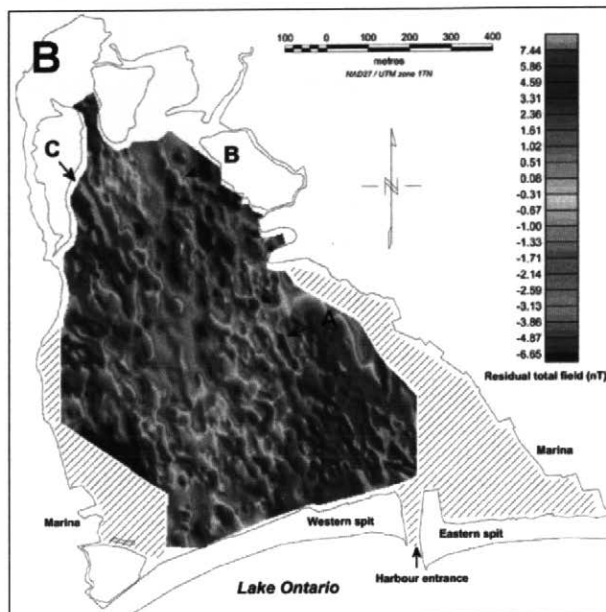 B
100 0 100 200 300 400
metres
NAD27 / UTM zone 17N
C
B
A
7.44
5.86
4.59
3.31
2.36
1.61
1.02
0.51
0.08
-0.31
-0.67
-1.00
-1.33
-1.71
-2.14
-2.59
-3.13
-3.86
-4.87
-6.65
Residual total field (nT)
Marina
Marina
Western spit
Eastern spit
Harbour entrance
Lake Ontario